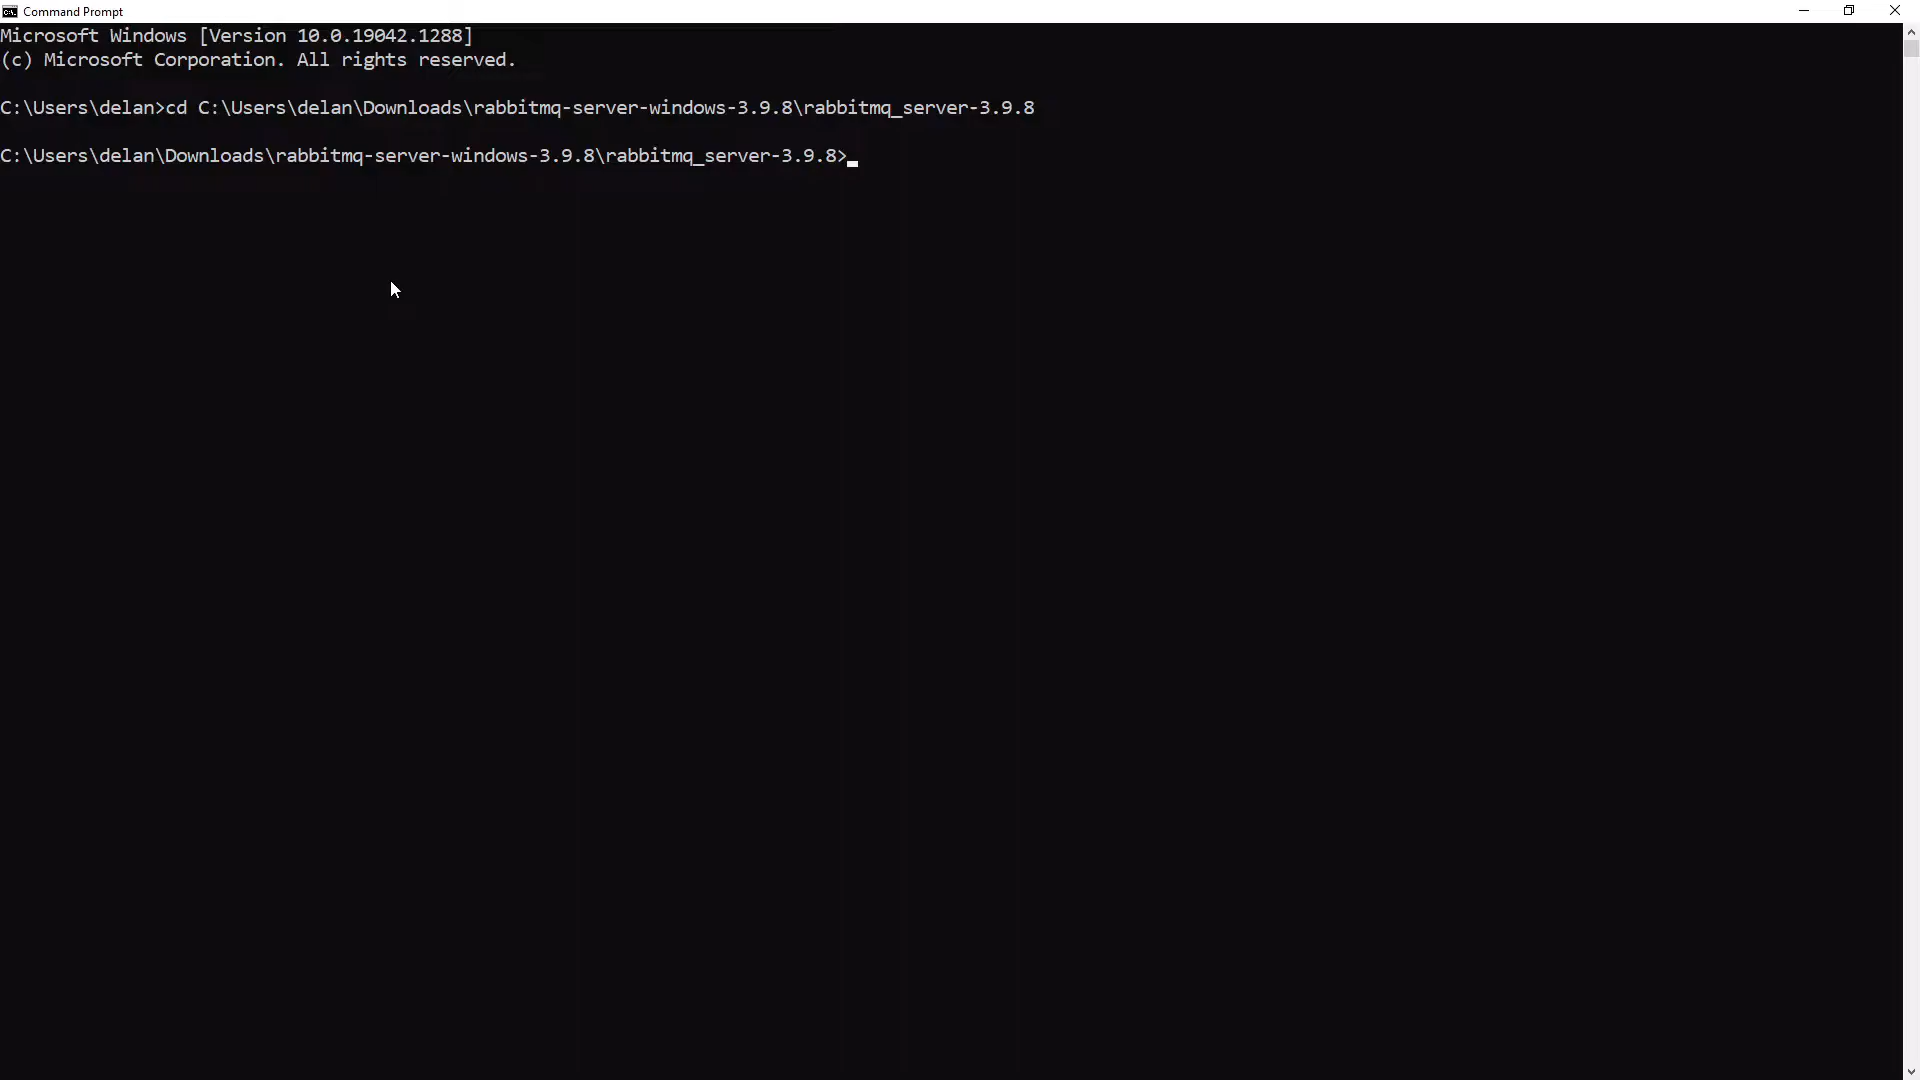 Command Prompt
Microsoft Windows [Version 10.0.19042.1288]
(c) Microsoft Corporation. All rights reserved.
C:\Users\delan>cd C:\Users\delan\Downloads\rabbitmq-server-windows-3.9.8\rabbitmq_server-3.9.8
C:\Users\delan\Downloads\rabbitmq-server-windows-3.9.8\rabbitmq_server-3.9.8>